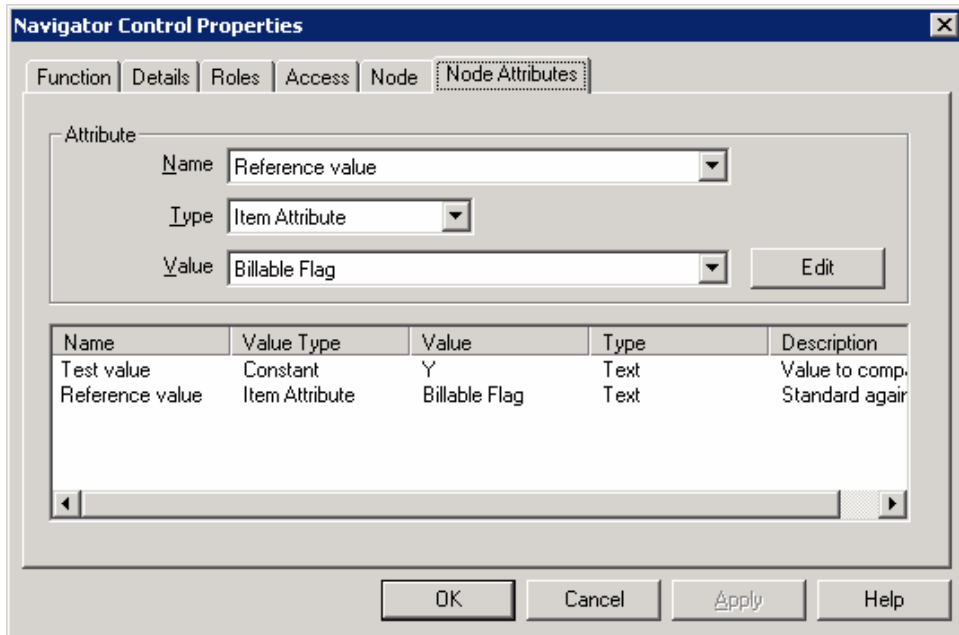 Navigator Control Properties
Function Details Roles Access Node Node Attributes
Attribute
Name Reference value
Type Item Attribute
Value Billable Flag Edit
Name Value Type Value Type Description
Test value Constant Y Text Value to comp
Reference value Item Attribute Billable Flag Text Standard again
OK Cancel Apply Help